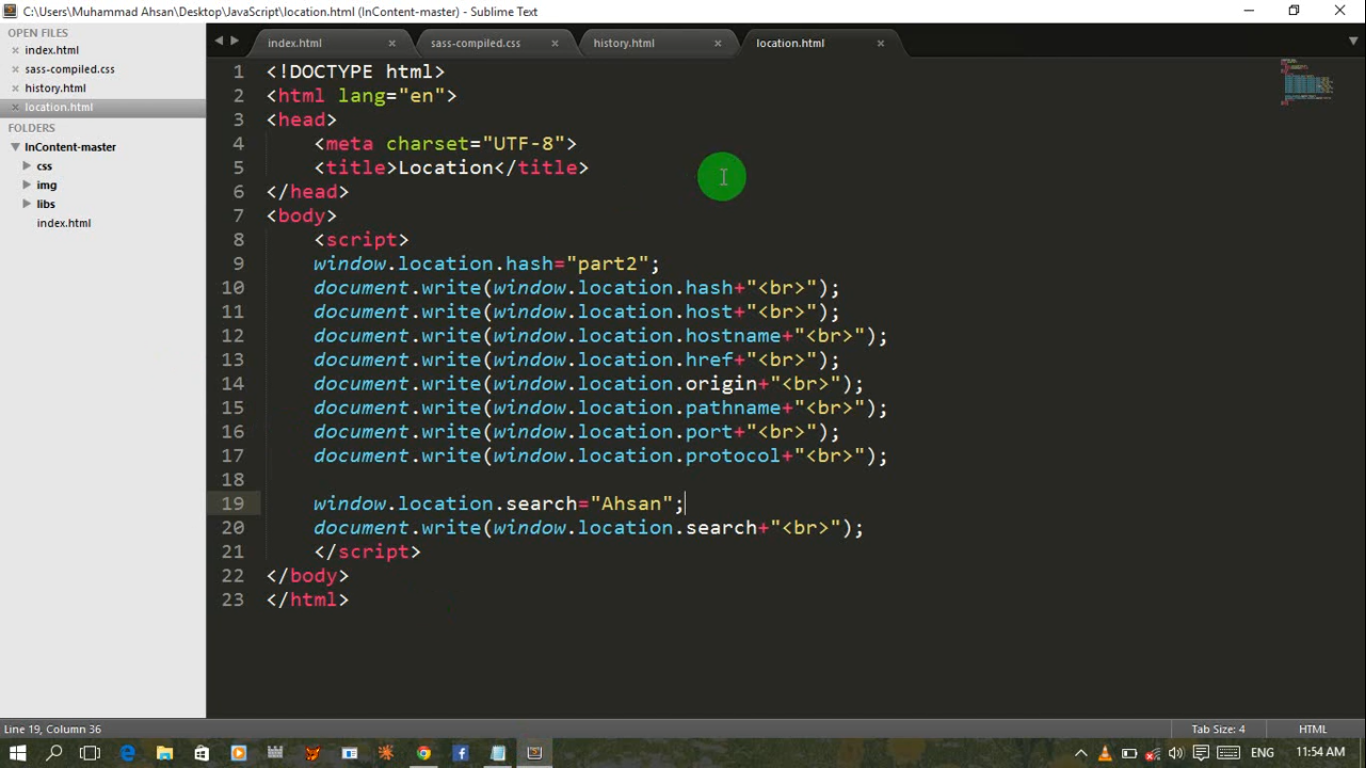 C:\Users\Muhammad Ahsan\Desktop\JavaScript\location.html (InContent-master) - Sublime Text
OPEN FILES
index.html
sass-compiled.css
history.html
location.html
FOLDERS
InContent-master
css
img
libs
index.html
index.html sass-compiled.css history.html location.html
1 <!DOCTYPE html>
2 <html lang="en">
3 <head>
4 <meta charset="UTF-8">
5 <title>Location</title>
6 </head>
7 <body>
8 <script>
9 window.location.hash="part2";
10 document.write(window.location.hash+"<br>");
11 document.write(window.location.host+"<br>");
12 document.write(window.location.hostname+"<br>");
13 document.write(window.location.href+"<br>");
14 document.write(window.location.origin+"<br>");
15 document.write(window.location.pathname+"<br>");
16 document.write(window.location.port+"<br>");
17 document.write(window.location.protocol+"<br>");
18
19 window.location.search="Ahsan";
20 document.write(window.location.search+"<br>");
21 </script>
22 </body>
23 </html>
Line 19, Column 36 Tab Size: 4 HTML
ENG 11:54 AM